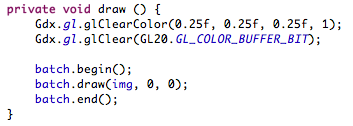 private void draw () {
    Gdx.gl.glClearColor(0.25f, 0.25f, 0.25f, 1);
    Gdx.gl.glClear(GL20.GL_COLOR_BUFFER_BIT);

    batch.begin();
    batch.draw(img, 0, 0);
    batch.end();
}